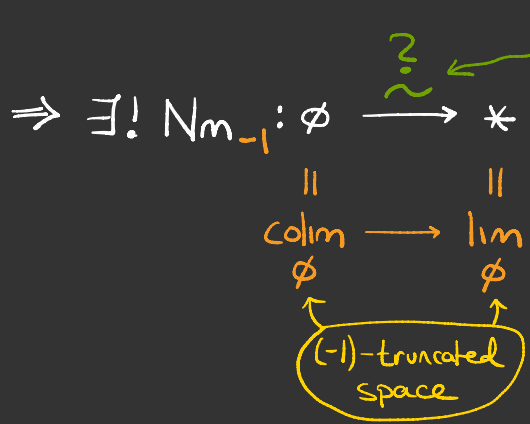 ?
∼
⇒ ∃! Nm₋₁ : ∅ ⟶ *
= =
colim ⟶ lim
∅ ∅
(-1)-truncated
space